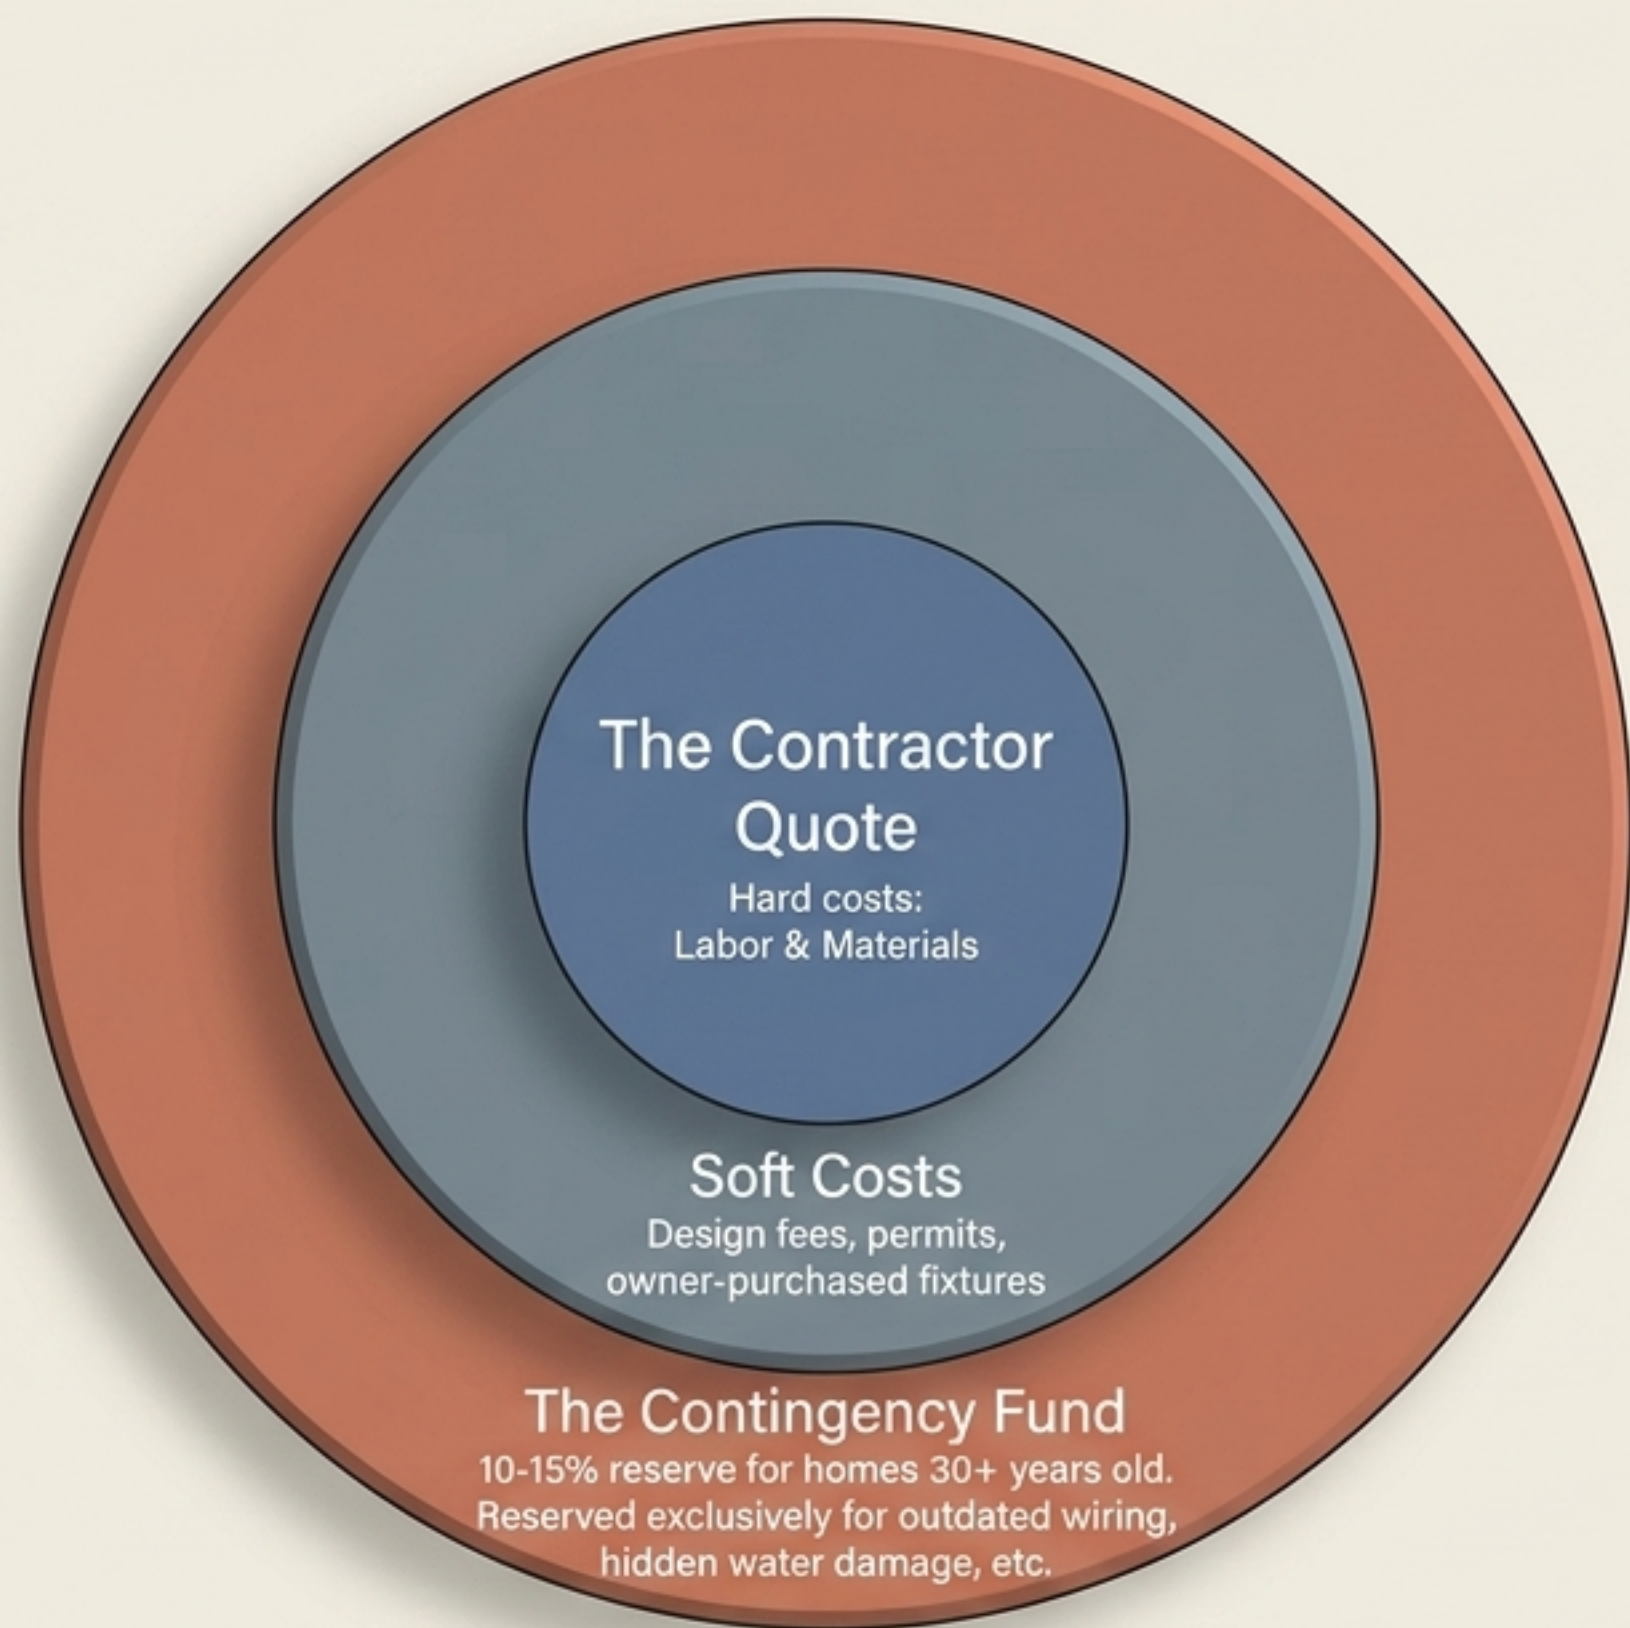 The Contractor
Quote
Hard costs:
Labor & Materials
Soft Costs
Design fees, permits,
owner-purchased fixtures
The Contingency Fund
10-15% reserve for homes 30+ years old.
Reserved exclusively for outdated wiring,
hidden water damage, etc.